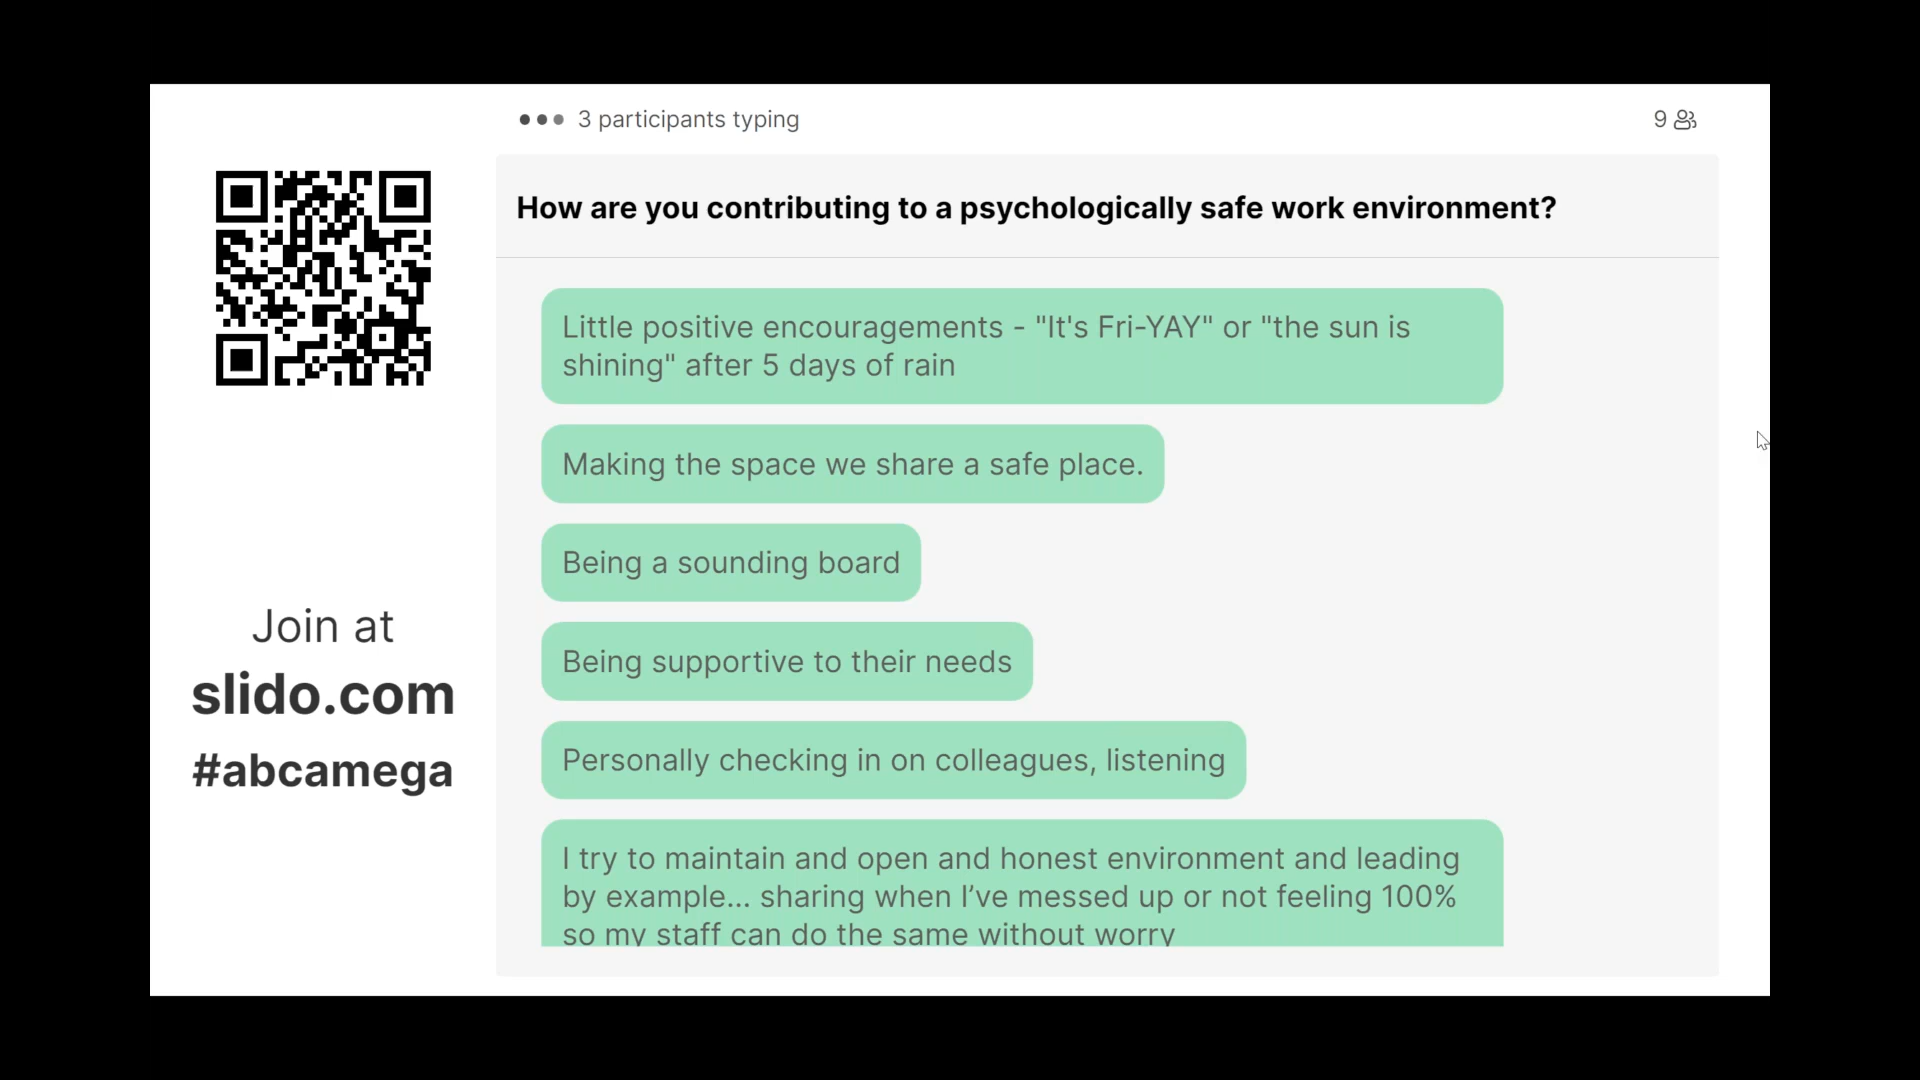 3 participants typing
9
How are you contributing to a psychologically safe work environment?
Little positive encouragements - "It's Fri-YAY" or "the sun is
shining" after 5 days of rain
Making the space we share a safe place.
Being a sounding board
Being supportive to their needs
Personally checking in on colleagues, listening
I try to maintain and open and honest environment and leading
by example... sharing when I’ve messed up or not feeling 100%
so my staff can do the same without worry
Join at
slido.com
#abcamega